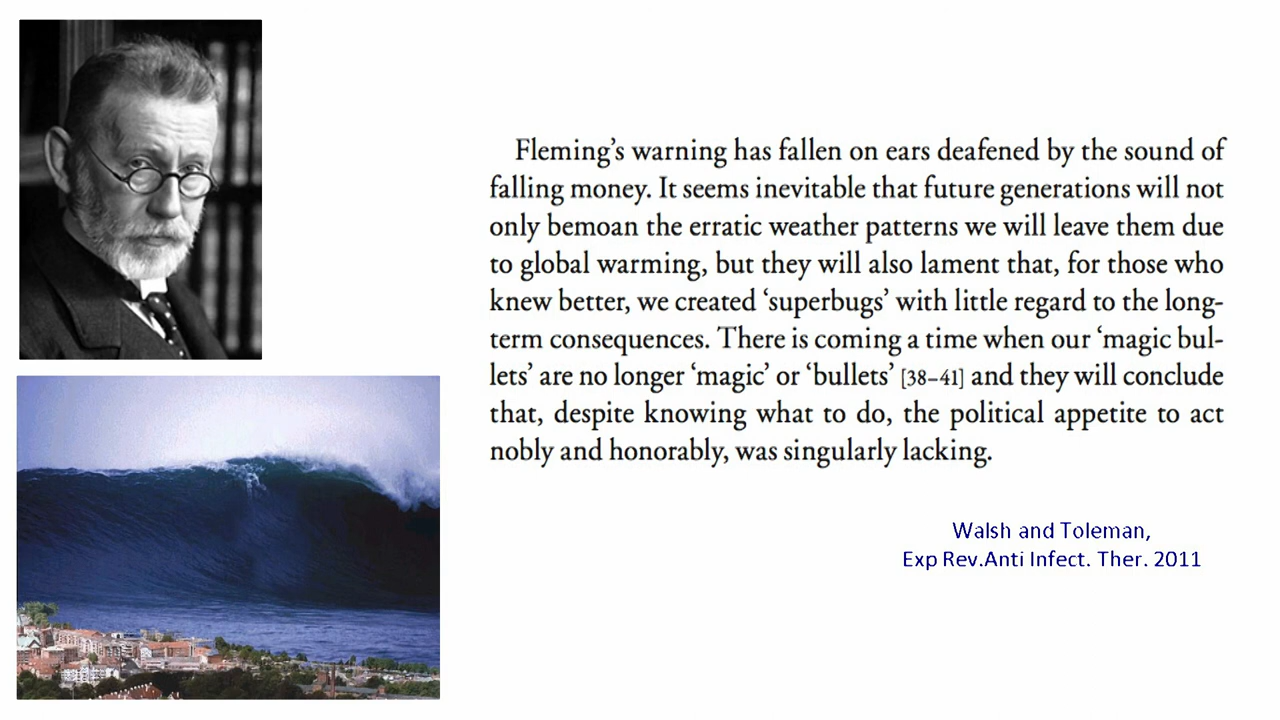 Fleming’s warning has fallen on ears deafened by the sound of
falling money. It seems inevitable that future generations will not
only bemoan the erratic weather patterns we will leave them due
to global warming, but they will also lament that, for those who
knew better, we created ‘superbugs’ with little regard to the long-
term consequences. There is coming a time when our ‘magic bul-
lets’ are no longer ‘magic’ or ‘bullets’ [38–41] and they will conclude
that, despite knowing what to do, the political appetite to act
nobly and honorably, was singularly lacking.
Walsh and Toleman,
Exp Rev.Anti Infect. Ther. 2011